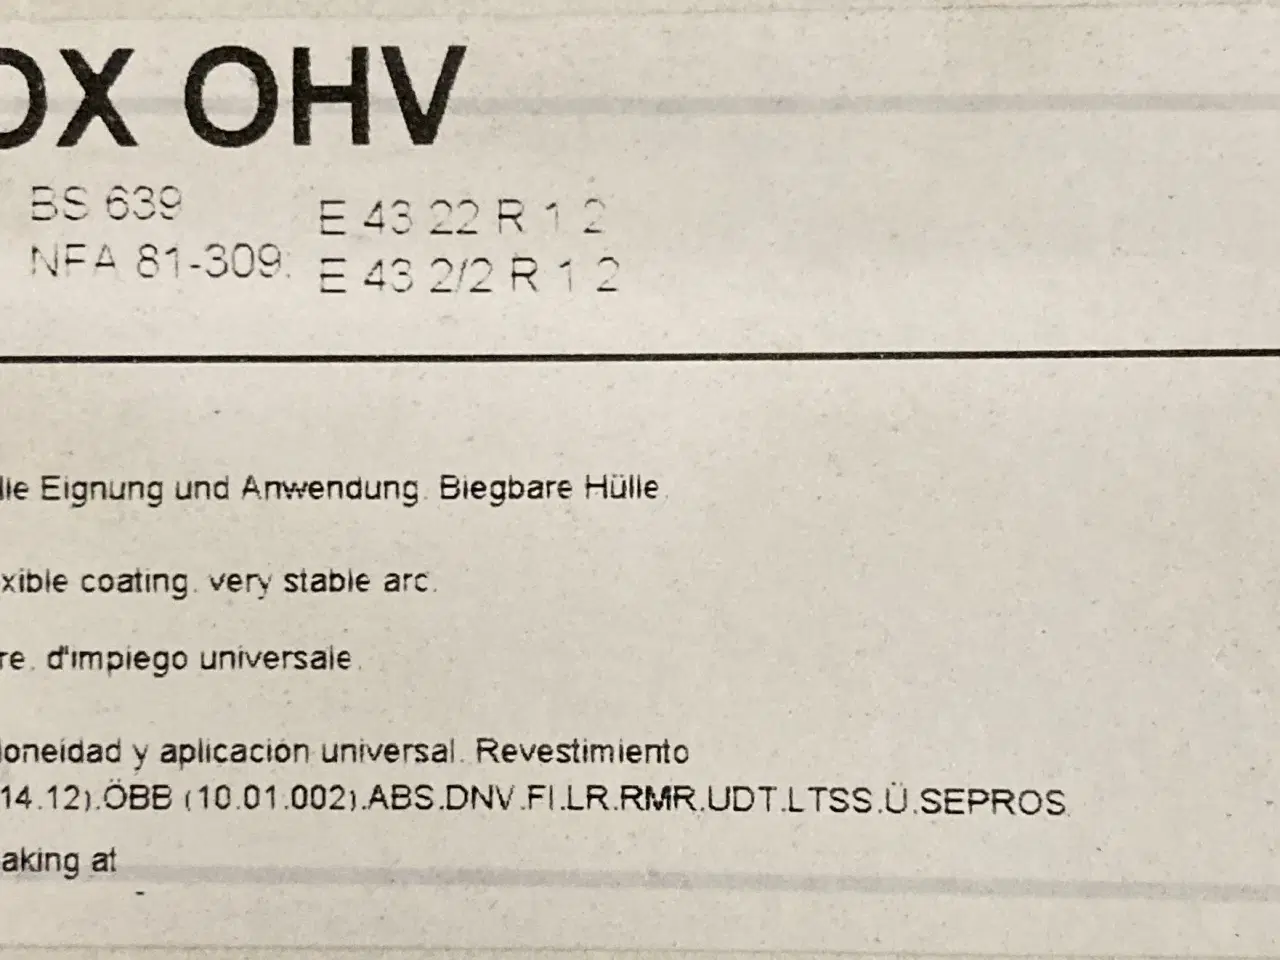 OX OHV
BS 639 E 43 22 R 1 2
NFA 81-309: E 43 2/2 R 1 2
lle Eignung und Anwendung. Biegbare Hülle.
xible coating. very stable arc.
re. d'impiego universale.
ioneidad y aplicación universal. Revestimiento
14.12).ÖBB (10.01.002).ABS.DNV.FI.LR.RMR.UDT.LTSS.Ü.SEPROS.
aking at